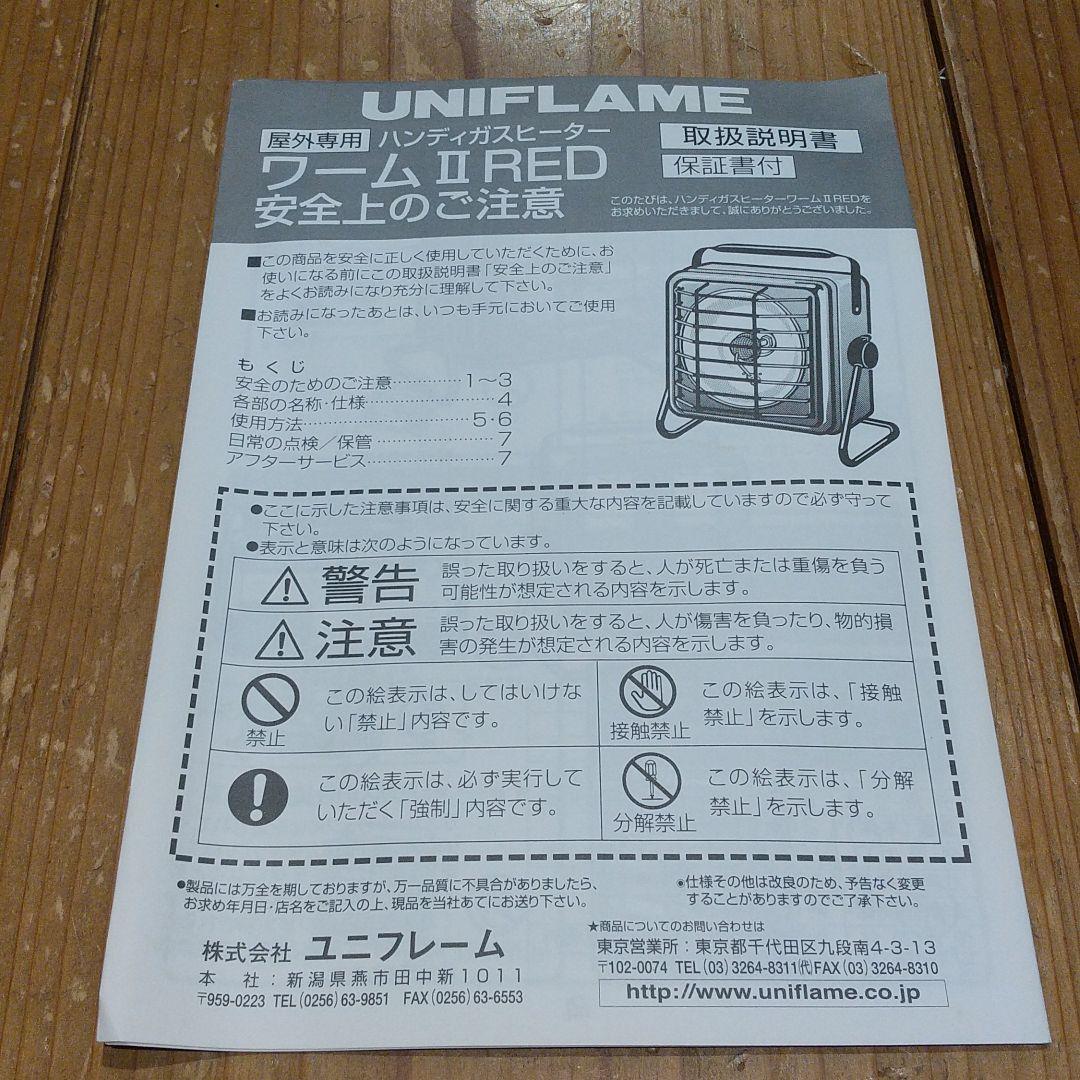 UNIFLAME
屋外専用 ハンディガスヒーター
ワームⅡRED
安全上のご注意
取扱説明書
保証書付
このたびは、ハンディガスヒーターワームⅡREDを
お求めいただきまして、誠にありがとうございました。
■この商品を安全に正しく使用していただくために、お
使いになる前にこの取扱説明書「安全上のご注意」
をよくお読みになり充分に理解して下さい。
■お読みになったあとは、いつも手元においてご使用
下さい。
もくじ
安全のためのご注意‥‥‥‥‥1～3
各部の名称・仕様‥‥‥‥‥‥4
使用方法‥‥‥‥‥‥‥‥5・6
日常の点検／保管‥‥‥‥‥‥7
アフターサービス‥‥‥‥‥‥7
●ここに示した注意事項は、安全に関する重大な内容を記載していますので必ず守って
下さい。
●表示と意味は次のようになっています。
⚠警告
誤った取り扱いをすると、人が死亡または重傷を負う
可能性が想定される内容を示します。
⚠注意
誤った取り扱いをすると、人が傷害を負ったり、物的損
害の発生が想定される内容を示します。
禁止
この絵表示は、してはいけな
い「禁止」内容です。
接触禁止
この絵表示は、「接触
禁止」を示します。
この絵表示は、必ず実行して
いただく「強制」内容です。
分解禁止
この絵表示は、「分解
禁止」を示します。
●製品には万全を期しておりますが、万一品質に不具合がありましたら、
お求め年月日・店名をご記入の上、現品を当社あてにお送り下さい。
●仕様その他は改良のため、予告なく変更
することがありますのでご了承下さい。
株式会社 ユニフレーム
本 社：新潟県燕市田中新1011
〒959-0223 TEL(0256)63-9851 FAX(0256)63-6553
★商品についてのお問い合わせは
東京営業所：東京都千代田区九段南4-3-13
〒102-0074 TEL(03)3264-8311㈹FAX(03)3264-8310
http://www.uniflame.co.jp